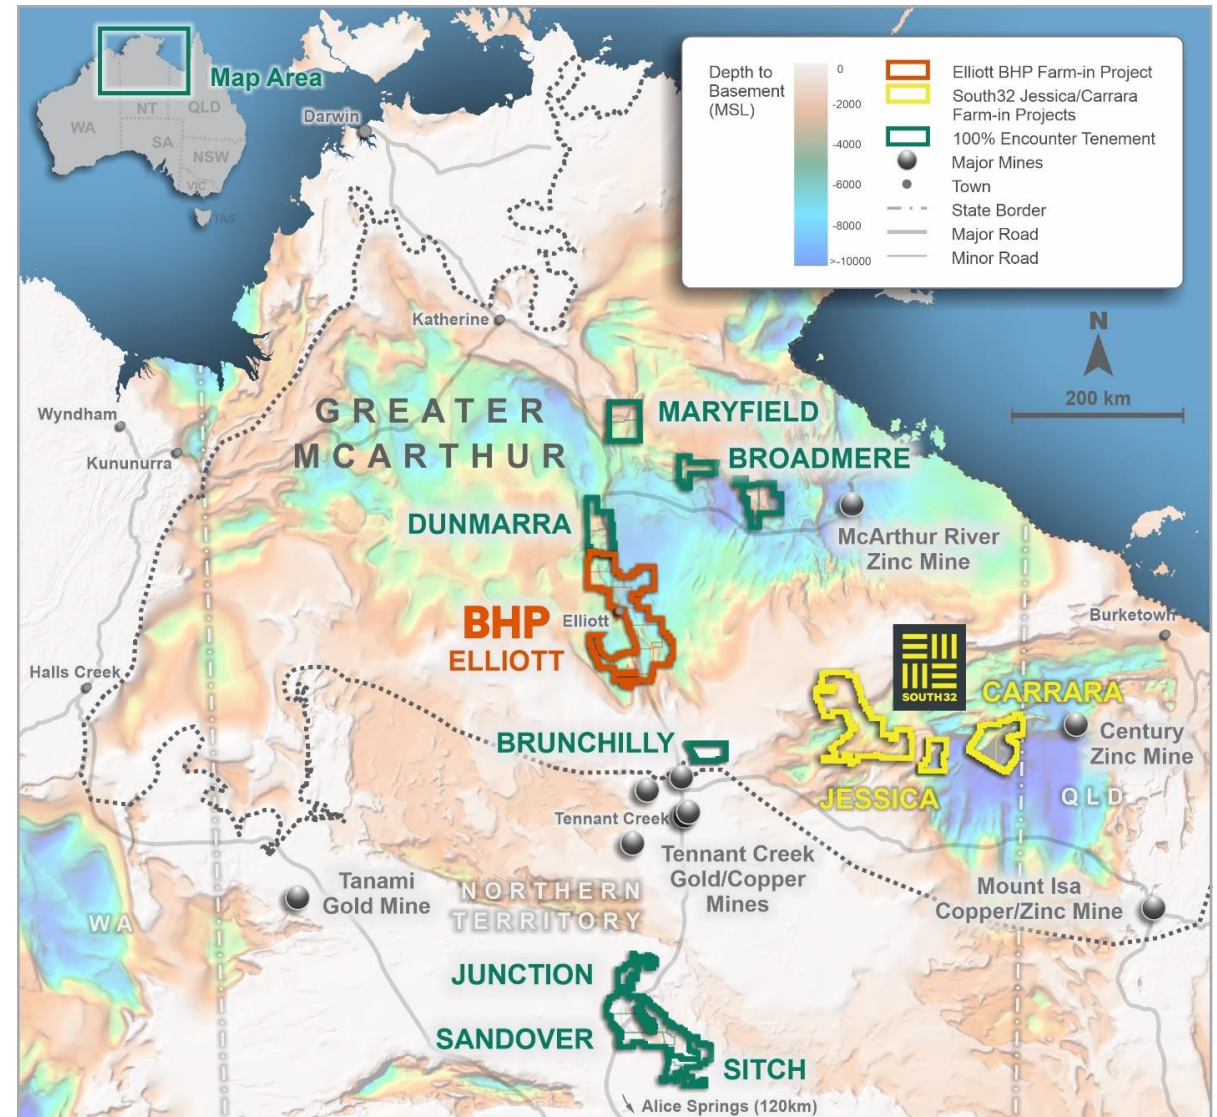 Map Area
WA
NT
QLD
SA
NSW
VIC
TAS
Depth to
Basement
(MSL)
0
-2000
-4000
-6000
-8000
>-10000
Elliott BHP Farm-in Project
South32 Jessica/Carrara
Farm-in Projects
100% Encounter Tenement
Major Mines
Town
State Border
Major Road
Minor Road
Darwin
N
200 km
Katherine
Wyndham
Kununurra
GREATER
MCARTHUR
MARYFIELD
BROADMERE
DUNMARRA
McArthur River
Zinc Mine
BHP
ELLIOTT
Elliott
Burketown
Halls Creek
SOUTH32
CARRARA
Century
Zinc Mine
BRUNCHILLY
JESSICA
QLD
Tennant Creek
Tennant Creek
Gold/Copper
Mines
Tanami
Gold Mine
NORTHERN
TERRITORY
WA
Mount Isa
Copper/Zinc Mine
JUNCTION
SANDOVER
SITCH
Alice Springs (120km)